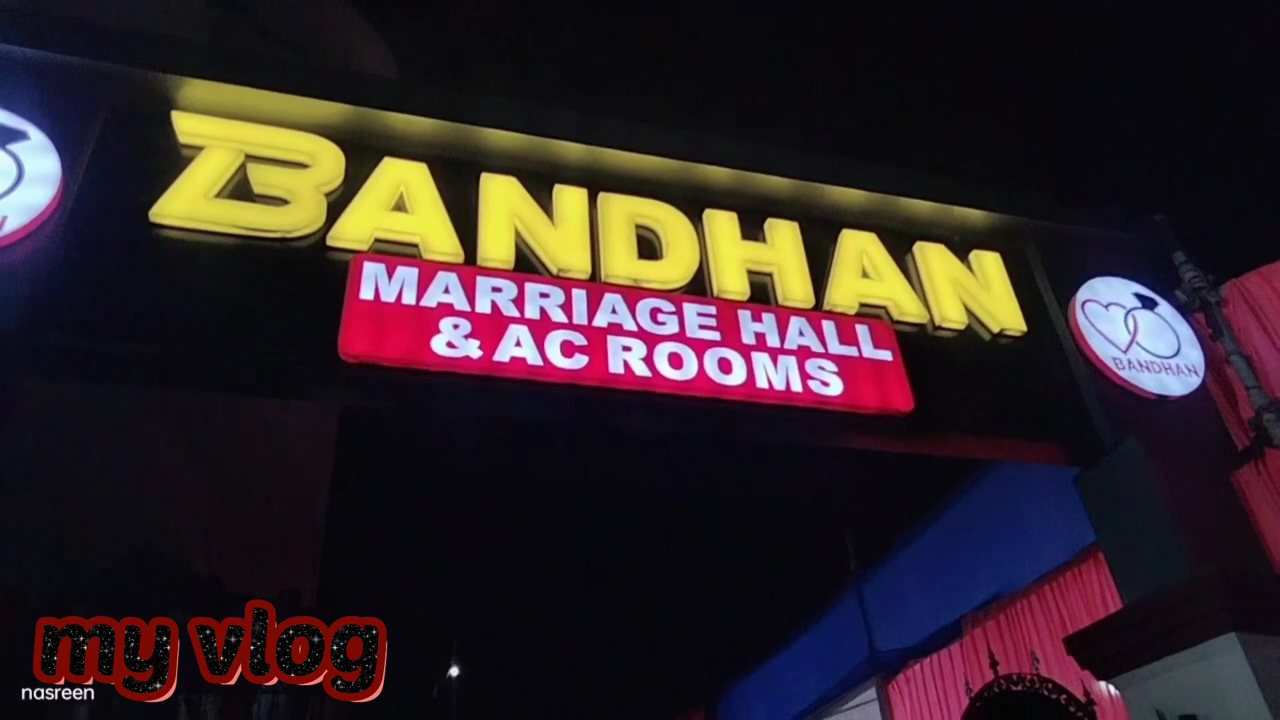 BANDHAN
MARRIAGE HALL
& AC ROOMS
BANDHAN
my vlog
nasreen